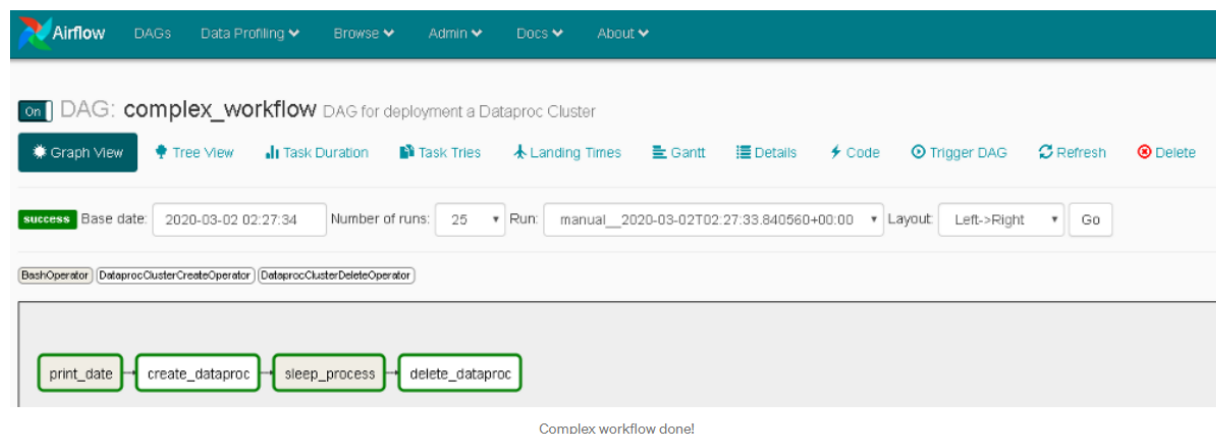 Airflow DAGs Data Profiling Browse Admin Docs About
On DAG: complex_workflow DAG for deployment a Dataproc Cluster
Graph View Tree View Task Duration Task Tries Landing Times Gantt Details Code Trigger DAG Refresh Delete
success Base date: 2020-03-02 02:27:34 Number of runs: 25 Run: manual__2020-03-02T02:27:33.840560+00:00 Layout: Left->Right Go
BashOperator DataprocClusterCreateOperator DataprocClusterDeleteOperator
print_date create_dataproc sleep_process delete_dataproc
Complex workflow done!